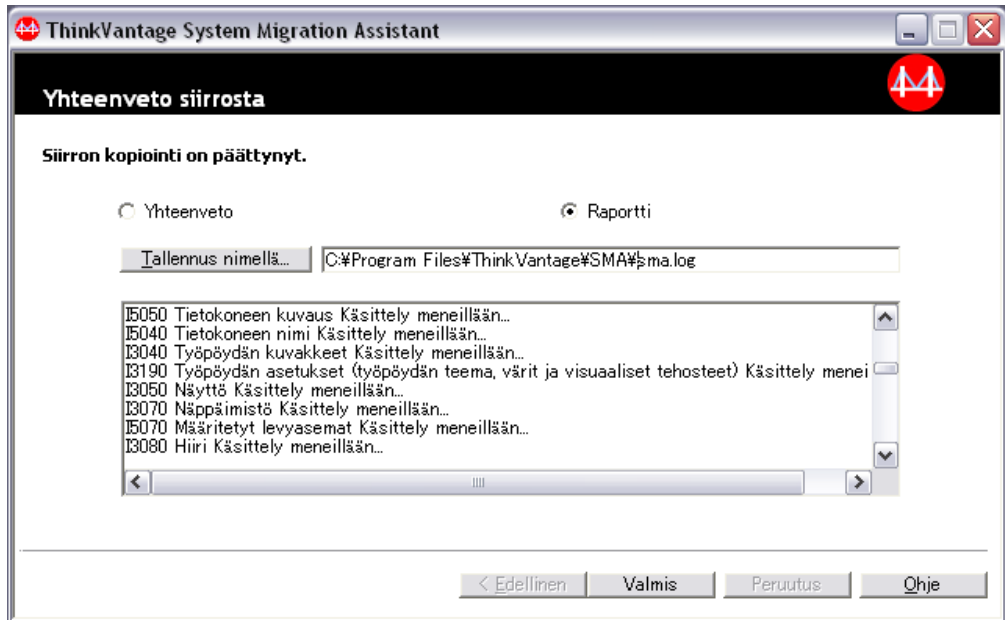 ThinkVantage System Migration Assistant
Yhteenveto siirrosta
Siirron kopiointi on päättynyt.
Yhteenveto
Raportti
Tallennus nimellä...
C:¥Program Files¥ThinkVantage¥SMA¥sma.log
I5050 Tietokoneen kuvaus Käsittely meneillään...
I5040 Tietokoneen nimi Käsittely meneillään...
I3040 Työpöydän kuvakkeet Käsittely meneillään...
I3190 Työpöydän asetukset (työpöydän teema, värit ja visuaaliset tehosteet) Käsittely menei
I3050 Näyttö Käsittely meneillään...
I3070 Näppäimistö Käsittely meneillään...
I5070 Määritetyt levyasemat Käsittely meneillään...
I3080 Hiiri Käsittely meneillään...
< Edellinen
Valmis
Peruutus
Ohje